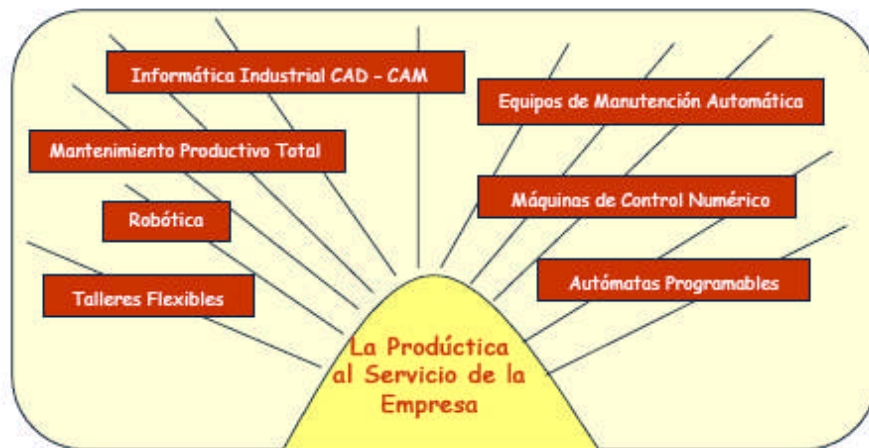 Informática Industrial CAD - CAM
Equipos de Manutención Automática
Mantenimiento Productivo Total
Máquinas de Control Numérico
Robótica
Autómatas Programables
Talleres Flexibles
La Prodúctica
al Servicio de la
Empresa